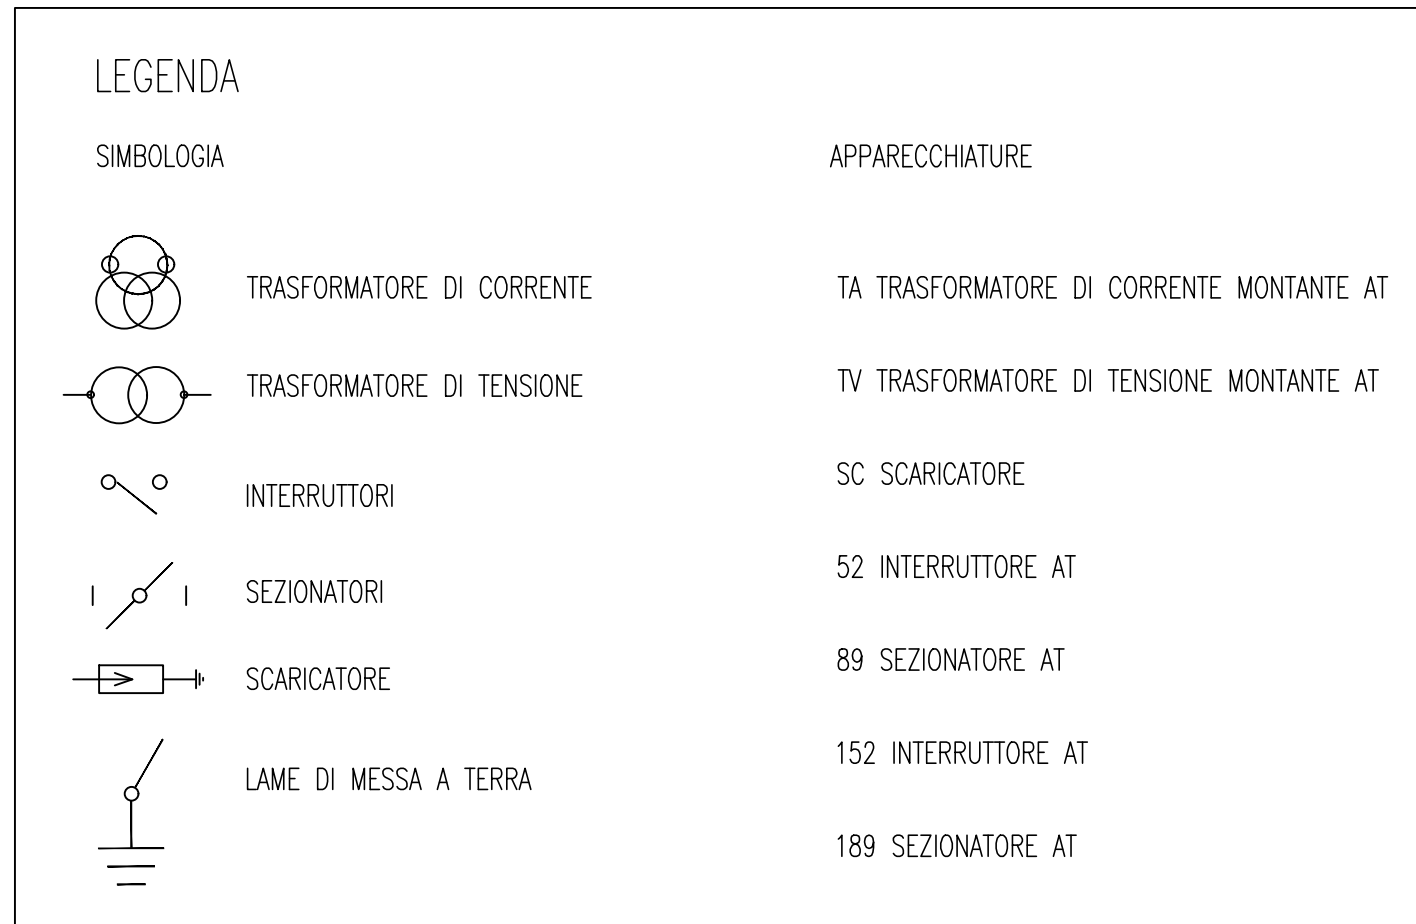 LEGENDA
SIMBOLOGIA
TRASFORMATORE DI CORRENTE
TRASFORMATORE DI TENSIONE
INTERRUTTORI
SEZIONATORI
SCARICATORE
LAME DI MESSA A TERRA
APPARECCHIATURE
TA TRASFORMATORE DI CORRENTE MONTANTE AT
TV TRASFORMATORE DI TENSIONE MONTANTE AT
SC SCARICATORE
52 INTERRUTTORE AT
89 SEZIONATORE AT
152 INTERRUTTORE AT
189 SEZIONATORE AT